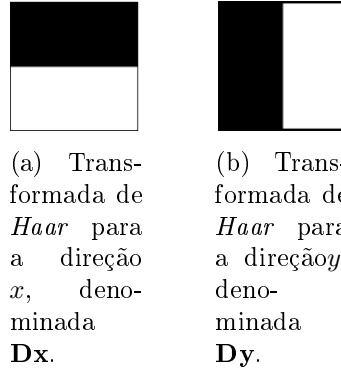 (a) Trans-
formada de
Haar para
a direção
x, deno-
minada
Dx.
(b) Trans-
formada de
Haar para
a direçãoy
deno-
minada
Dy.